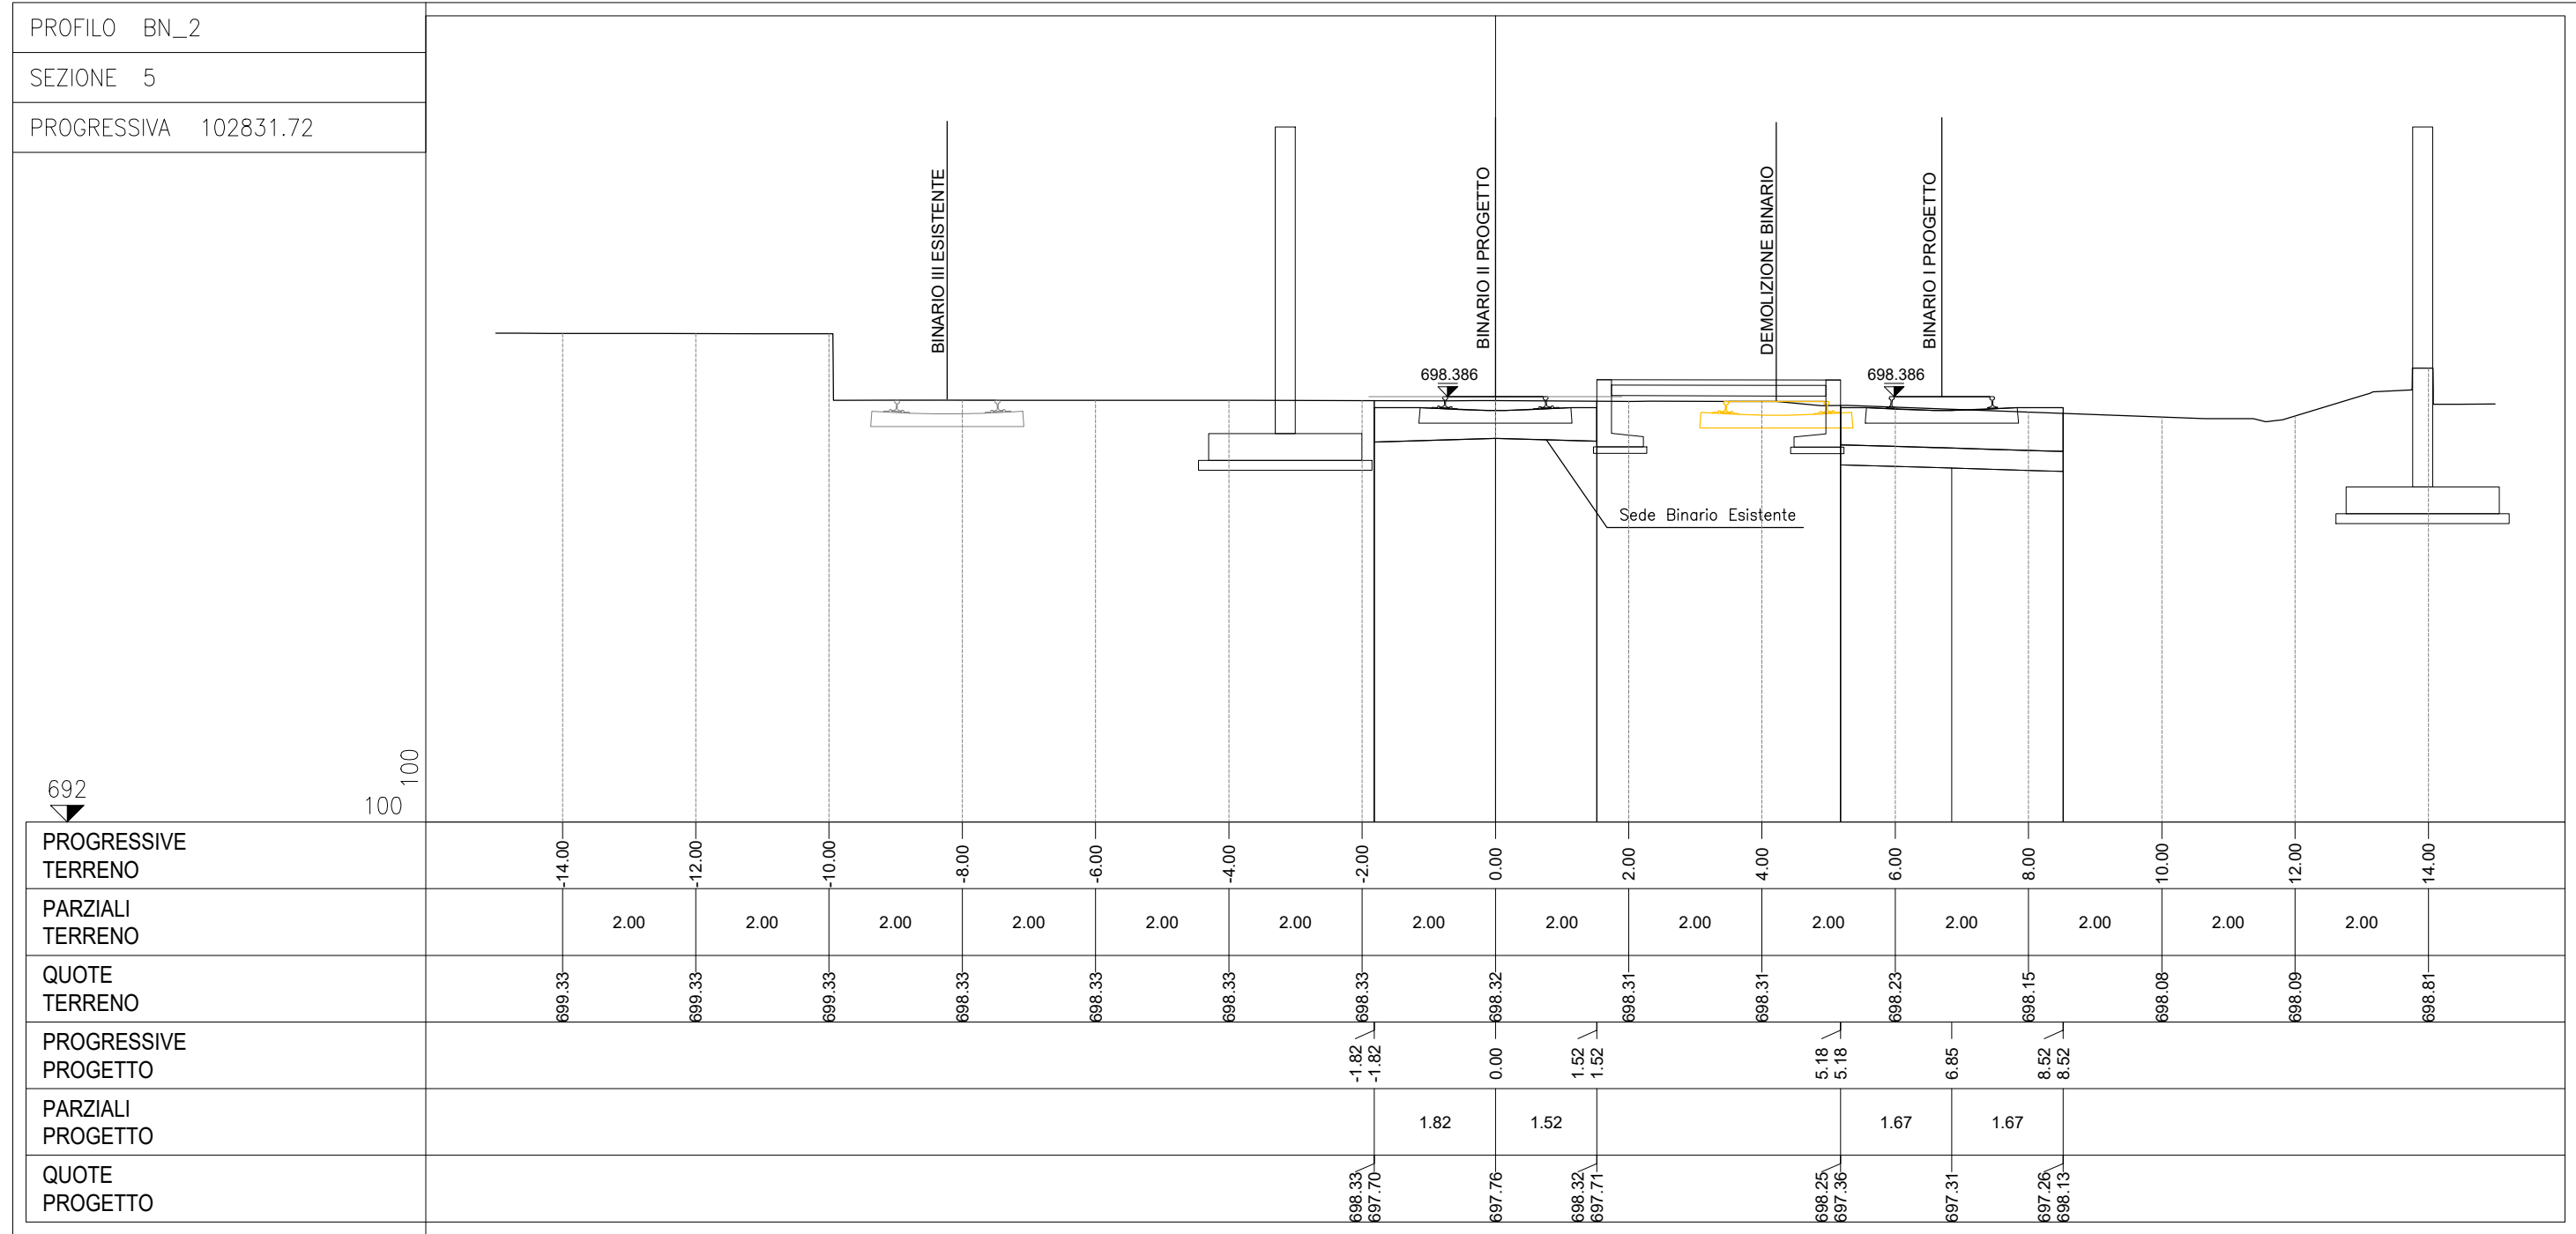 PROFILO BN_2
SEZIONE 5
PROGRESSIVA 102831.72
BINARIO III ESISTENTE
BINARIO II PROGETTO
DEMOLIZIONE BINARIO
BINARIO I PROGETTO
698.386
698.386
Sede Binario Esistente
692
100
100
PROGRESSIVE
TERRENO
-14.00 -12.00 -10.00 -8.00 -6.00 -4.00 -2.00 0.00 2.00 4.00 6.00 8.00 10.00 12.00 14.00
PARZIALI
TERRENO
2.00 2.00 2.00 2.00 2.00 2.00 2.00 2.00 2.00 2.00 2.00 2.00 2.00 2.00
QUOTE
TERRENO
699.33 699.33 699.33 698.33 698.33 698.33 698.33 698.32 698.31 698.31 698.23 698.15 698.08 698.09 698.81
PROGRESSIVE
PROGETTO
-1.82 -1.82 0.00 1.52 1.52 5.18 5.18 6.85 8.52 8.52
PARZIALI
PROGETTO
1.82 1.52 1.67 1.67
QUOTE
PROGETTO
698.33 697.70 697.76 698.32 697.71 698.25 697.36 697.31 697.26 698.13